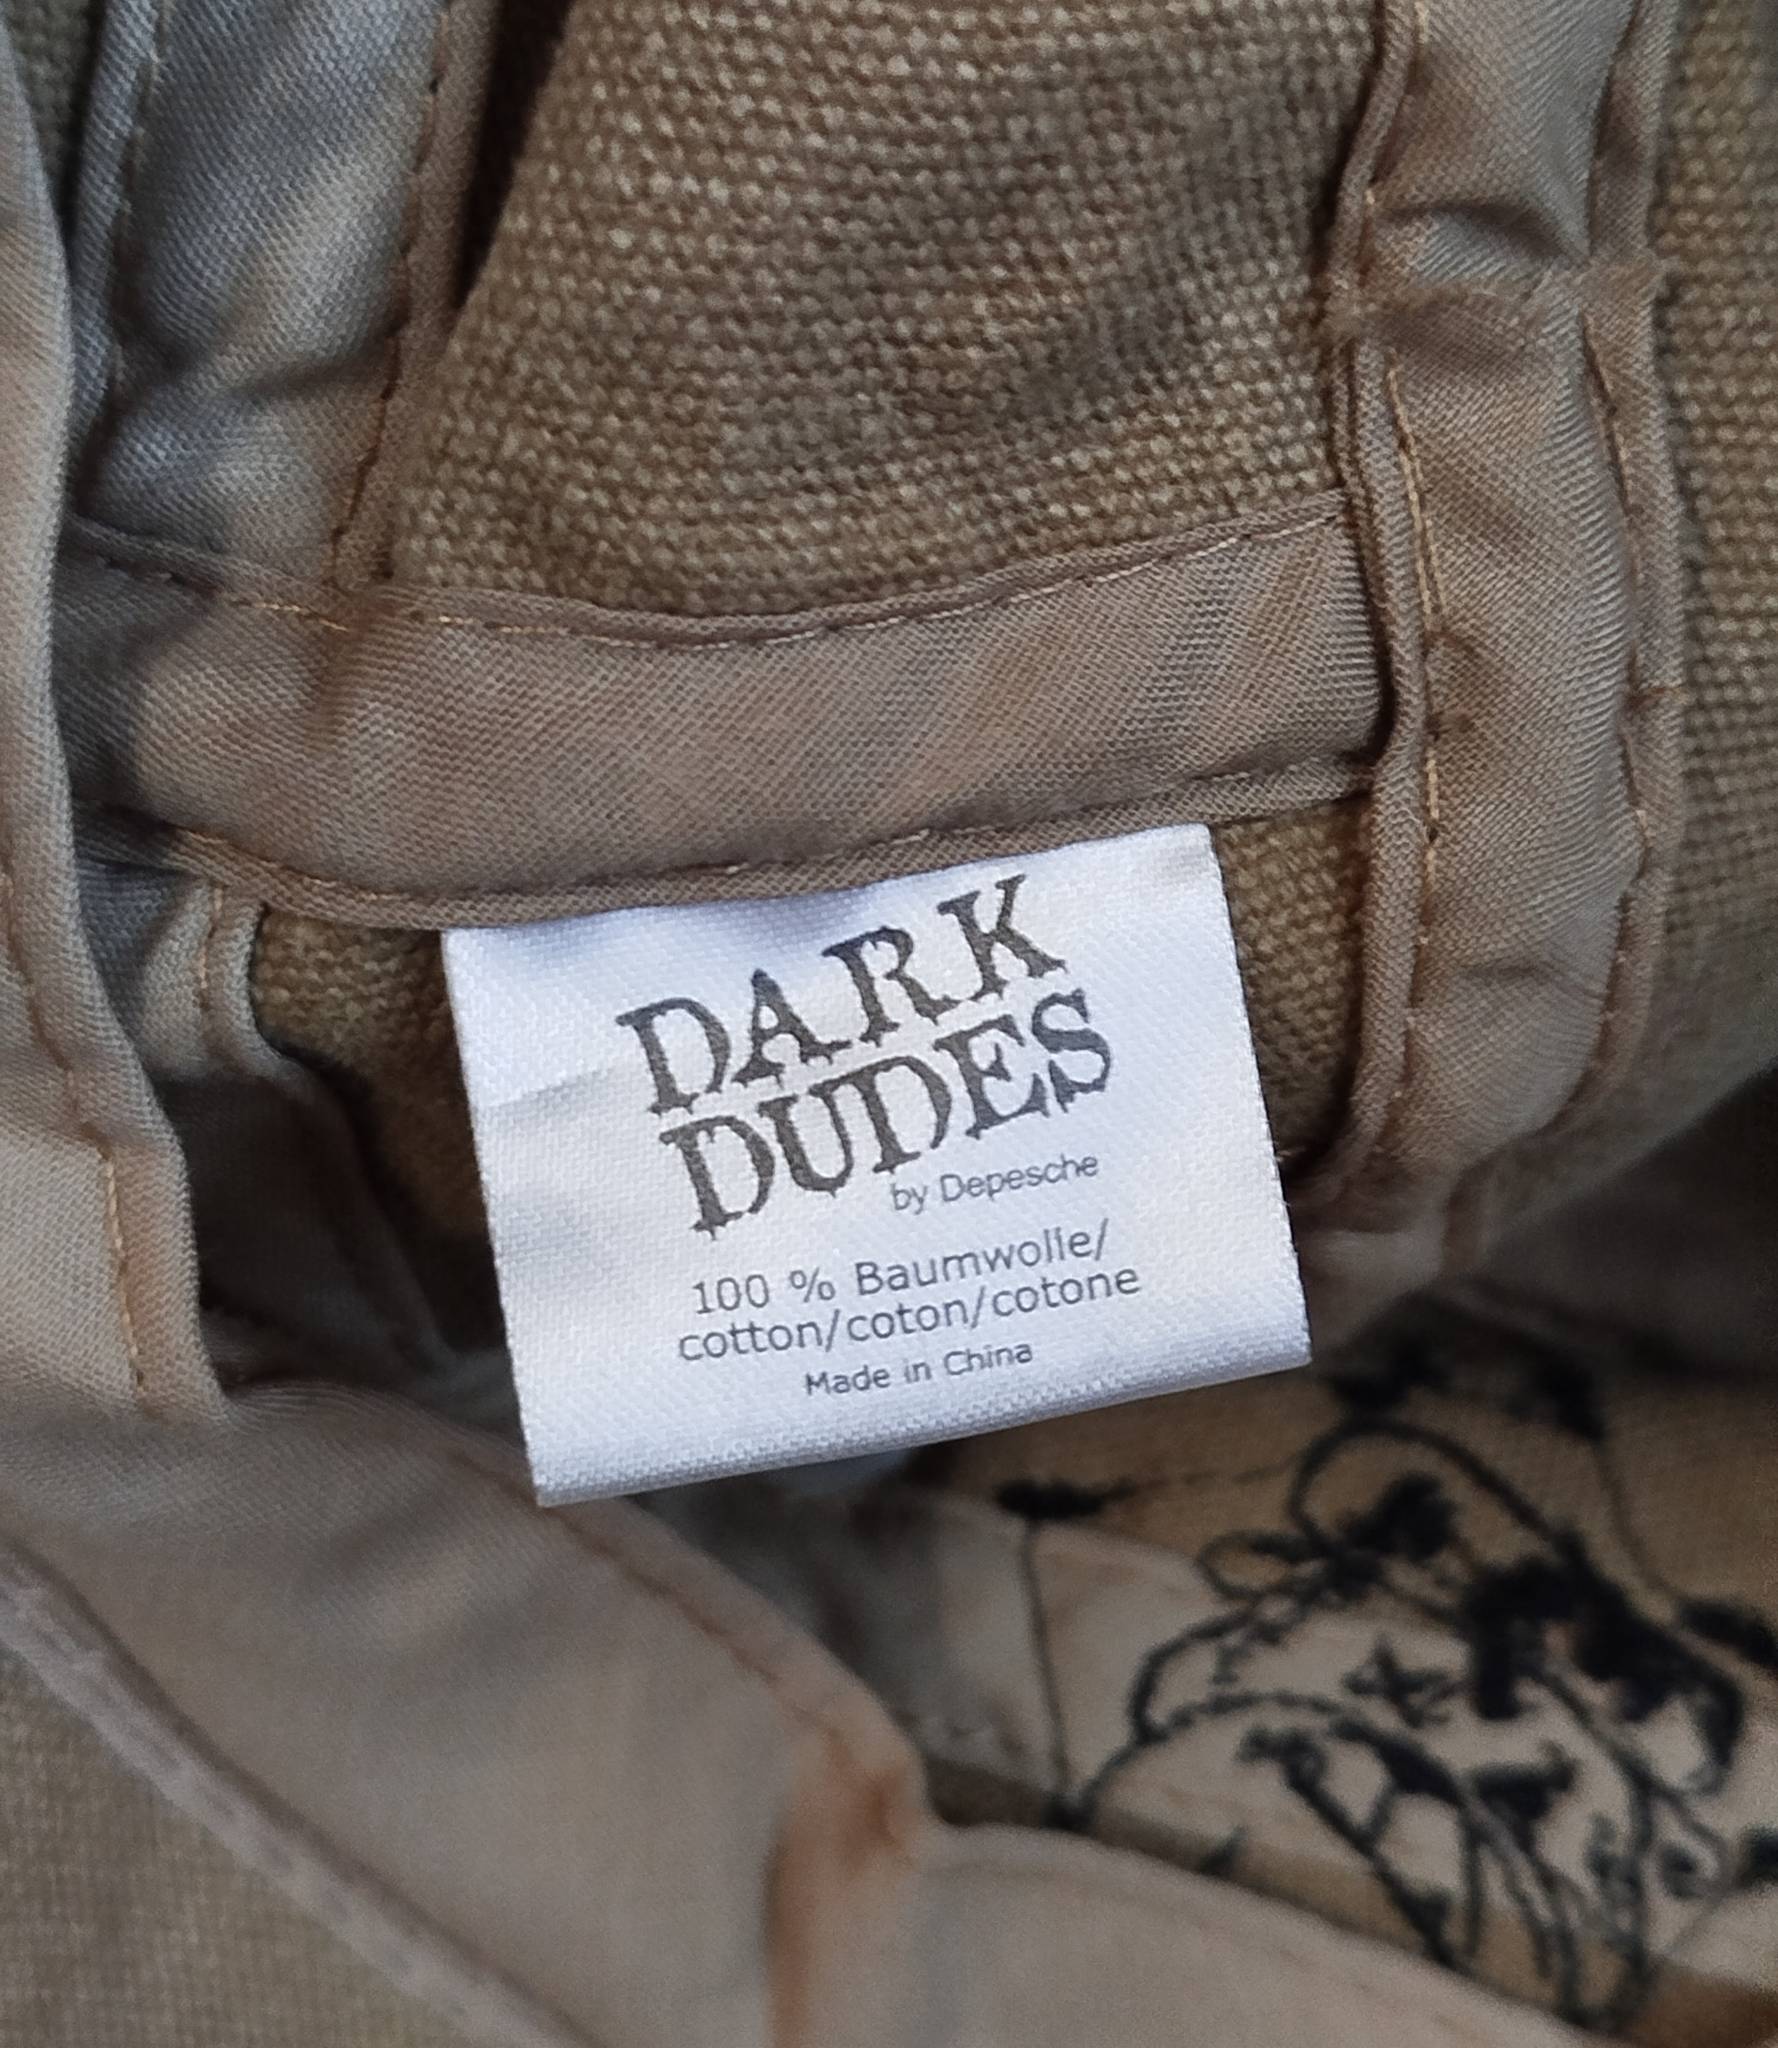 DARK
DUDES
by Depesche
100 % Baumwolle/
cotton/coton/cotone
Made in China